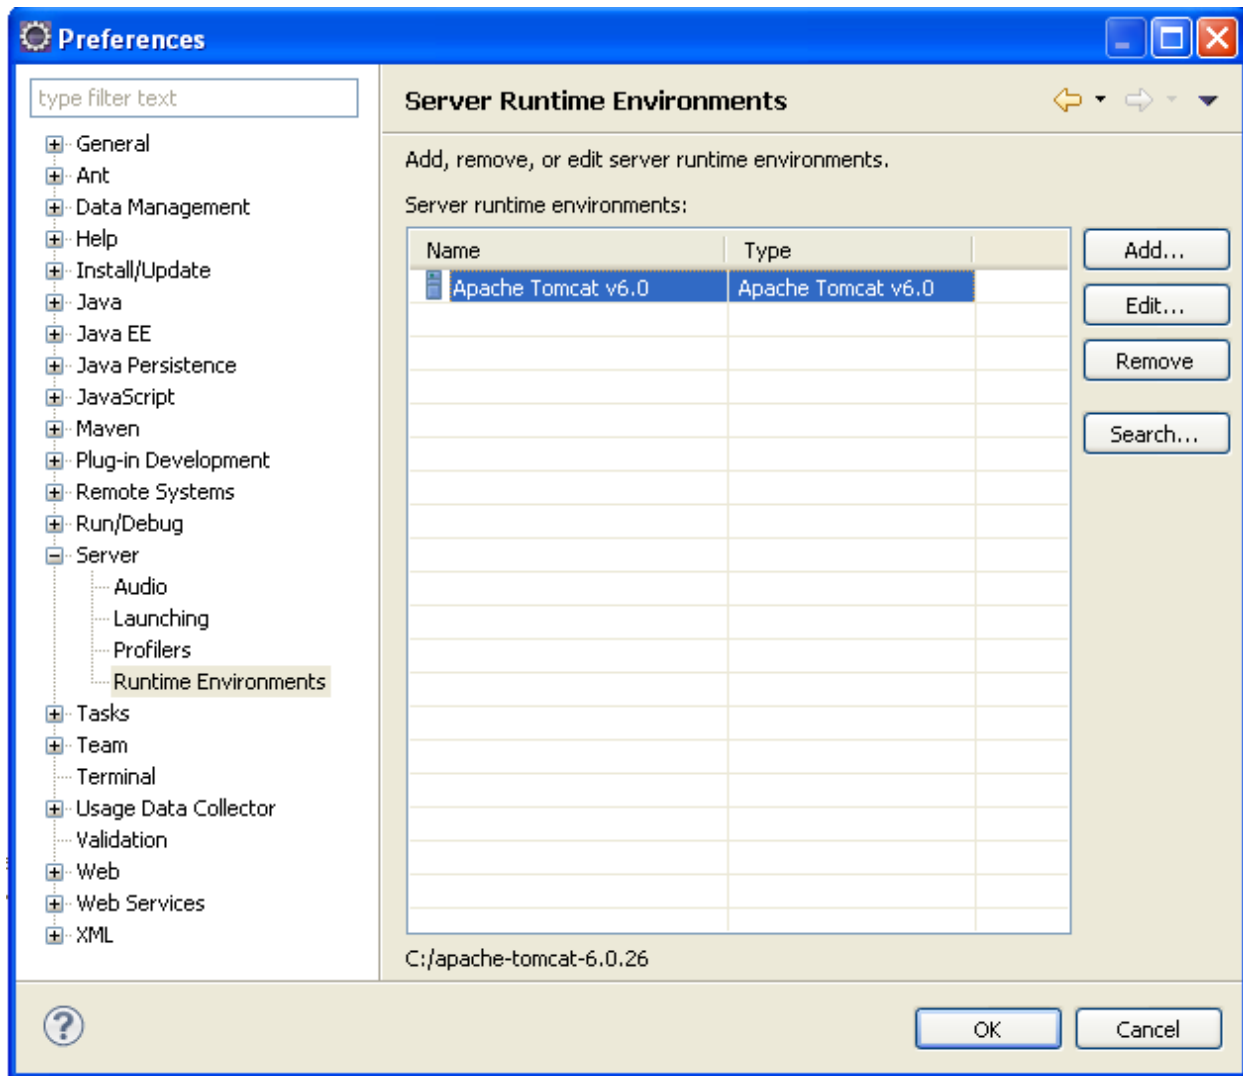 Preferences
type filter text
General
Ant
Data Management
Help
Install/Update
Java
Java EE
Java Persistence
JavaScript
Maven
Plug-in Development
Remote Systems
Run/Debug
Server
Audio
Launching
Profilers
Runtime Environments
Tasks
Team
Terminal
Usage Data Collector
Validation
Web
Web Services
XML
Server Runtime Environments
Add, remove, or edit server runtime environments.
Server runtime environments:
Name Type
Apache Tomcat v6.0 Apache Tomcat v6.0
Add...
Edit...
Remove
Search...
C:/apache-tomcat-6.0.26
?
OK Cancel